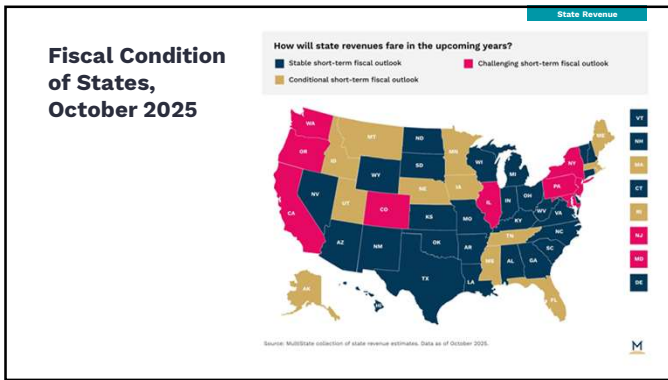 State Revenue
Fiscal Condition
of States,
October 2025
How will state revenues fare in the upcoming years?
Stable short-term fiscal outlook
Challenging short-term fiscal outlook
Conditional short-term fiscal outlook
WA
MT
ND
MN
ME
OR
ID
SD
WI
MI
NY
WY
NE
IA
PA
NV
UT
CO
IL
IN
OH
CA
KS
MO
KY
WV
VA
AZ
NM
OK
AR
TN
NC
SC
MS
AL
GA
TX
LA
FL
AK
HI
VT
NH
MA
CT
RI
NJ
MD
DE
Source: MultiState collection of state revenue estimates. Data as of October 2025.
M